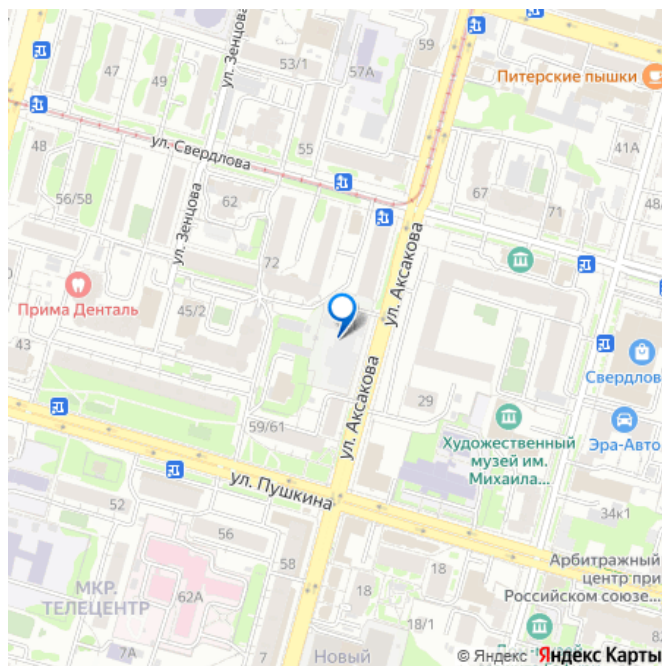 59
ул. Зенцова
53/1
57А
47
49
Питерские пышки
ул. Свердлова
48
55
41А
56/58
62
67
71
48/
ул. Зенцова
72
ул. Аксакова
Прима Денталь
45/2
43
Свердлов
ул. Аксакова
29
59/61
Художественный
музей им.
Михаила...
Эра-Авто
ул. Пушкина
52
56
34к1
58
Арбитражный
центр при
Российском союзе...
МКР.
ТЕЛЕЦЕНТР
62А
18
18
18/1
7А
7
Новый
© Яндекс Яндекс Карты